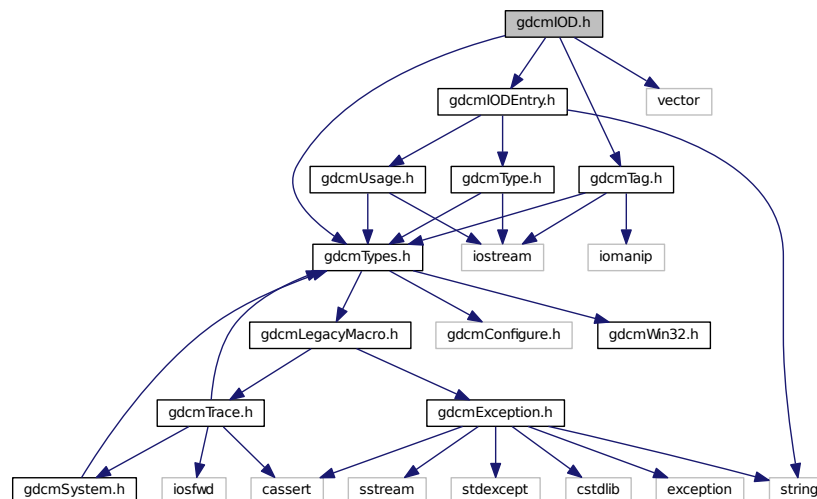 gdcmIOD.h
gdcmIODEntry.h
vector
gdcmUsage.h
gdcmType.h
gdcmTag.h
gdcmTypes.h
iostream
iomanip
gdcmLegacyMacro.h
gdcmConfigure.h
gdcmWin32.h
gdcmTrace.h
gdcmException.h
gdcmSystem.h
iosfwd
cassert
sstream
stdexcept
cstdlib
exception
string